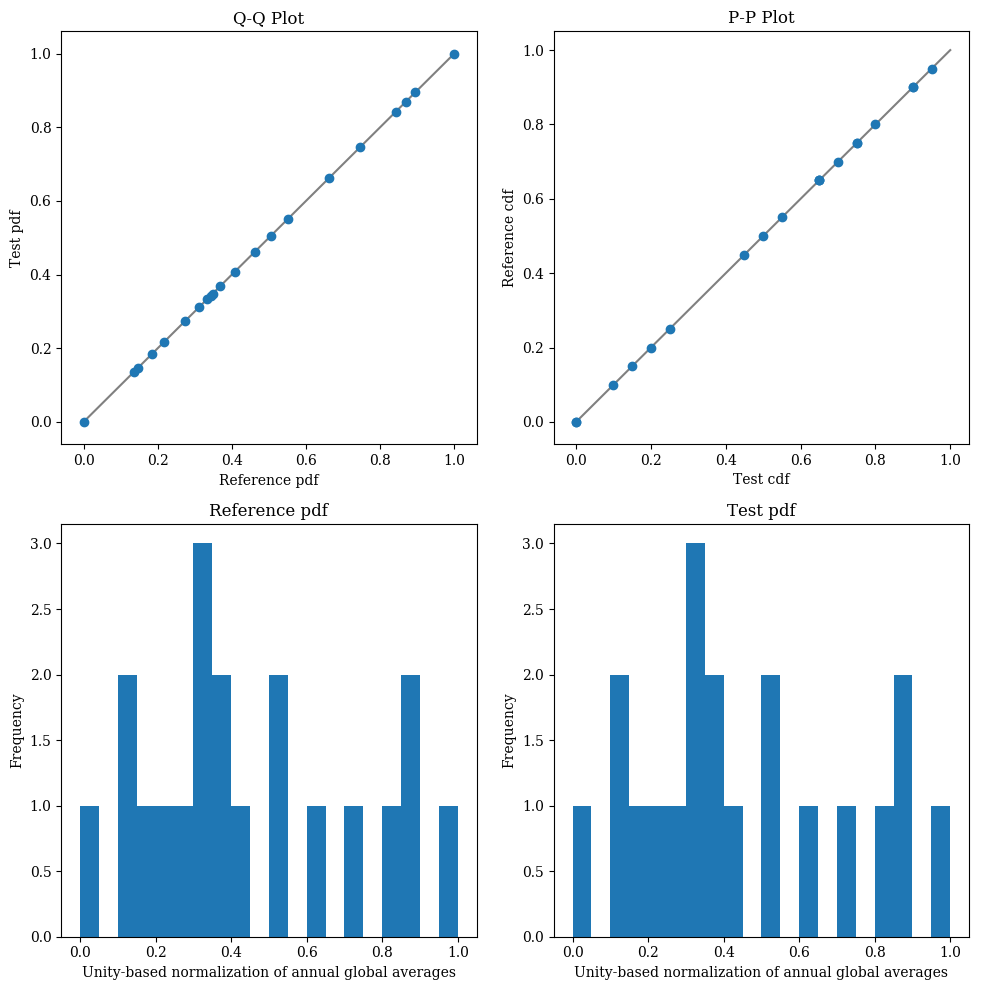 Q-Q Plot
Test pdf
1.0
0.8
0.6
0.4
0.2
0.0
0.0 0.2 0.4 0.6 0.8 1.0
Reference pdf
P-P Plot
Reference cdf
1.0
0.8
0.6
0.4
0.2
0.0
0.0 0.2 0.4 0.6 0.8 1.0
Test cdf
Reference pdf
Frequency
3.0
2.5
2.0
1.5
1.0
0.5
0.0
0.0 0.2 0.4 0.6 0.8 1.0
Unity-based normalization of annual global averages
Test pdf
Frequency
3.0
2.5
2.0
1.5
1.0
0.5
0.0
0.0 0.2 0.4 0.6 0.8 1.0
Unity-based normalization of annual global averages